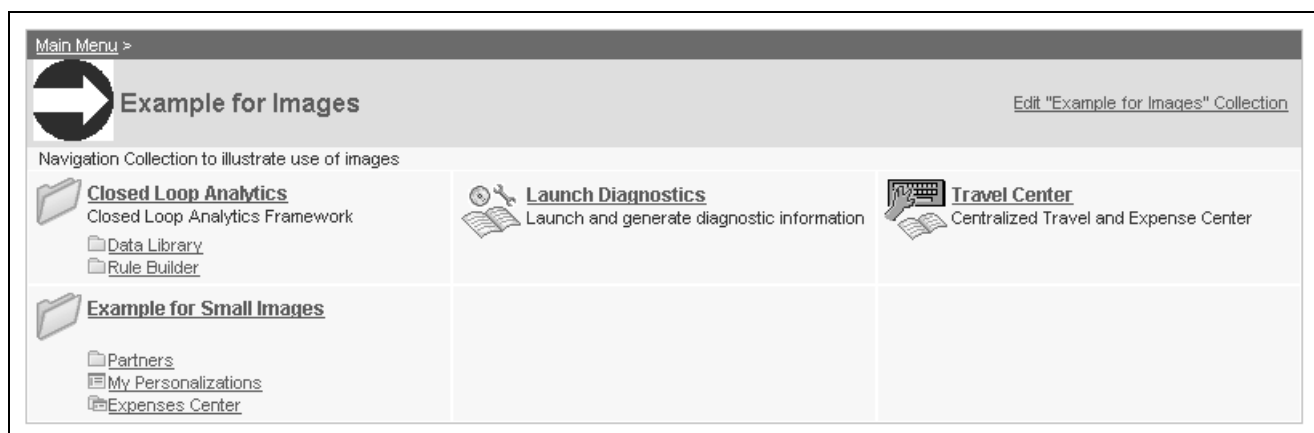 Main Menu >
Example for Images
Edit "Example for Images" Collection
Navigation Collection to illustrate use of images
Closed Loop Analytics
Closed Loop Analytics Framework
Data Library
Rule Builder
Launch Diagnostics
Launch and generate diagnostic information
Travel Center
Centralized Travel and Expense Center
Example for Small Images
Partners
My Personalizations
Expenses Center